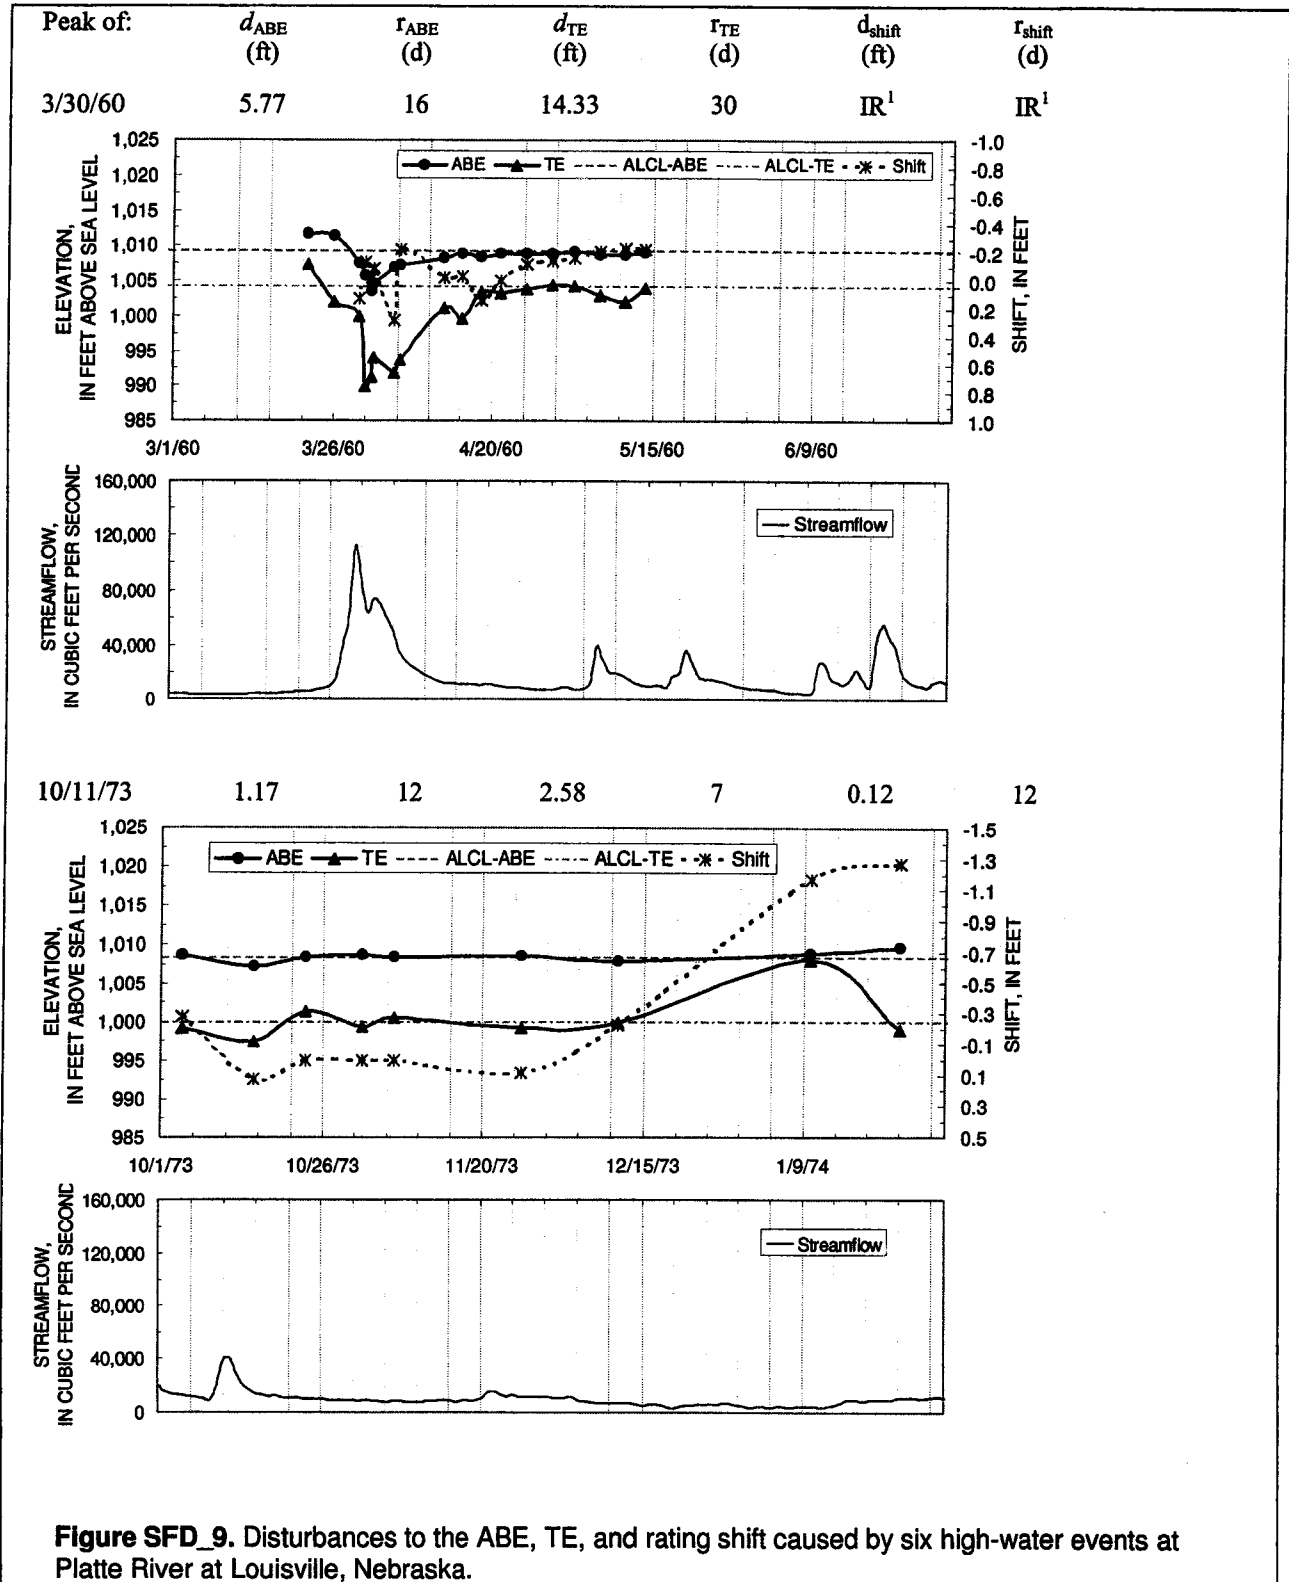 Peak of: d_ABE r_ABE d_TE r_TE d_shift r_shift
(ft) (d) (ft) (d) (ft) (d)
3/30/60 5.77 16 14.33 30 IR¹ IR¹
ELEVATION,
IN FEET ABOVE SEA LEVEL
1,025
1,020
1,015
1,010
1,005
1,000
995
990
985
ABE TE ALCL-ABE ALCL-TE Shift
-1.0
-0.8
-0.6
-0.4
-0.2
0.0
0.2
0.4
0.6
0.8
1.0
SHIFT, IN FEET
3/1/60 3/26/60 4/20/60 5/15/60 6/9/60
STREAMFLOW,
IN CUBIC FEET PER SECOND
160,000
120,000
80,000
40,000
0
Streamflow
10/11/73 1.17 12 2.58 7 0.12 12
ELEVATION,
IN FEET ABOVE SEA LEVEL
1,025
1,020
1,015
1,010
1,005
1,000
995
990
985
ABE TE ALCL-ABE ALCL-TE Shift
-1.5
-1.3
-1.1
-0.9
-0.7
-0.5
-0.3
-0.1
0.1
0.3
0.5
SHIFT, IN FEET
10/1/73 10/26/73 11/20/73 12/15/73 1/9/74
STREAMFLOW,
IN CUBIC FEET PER SECOND
160,000
120,000
80,000
40,000
0
Streamflow
Figure SFD_9. Disturbances to the ABE, TE, and rating shift caused by six high-water events at
Platte River at Louisville, Nebraska.